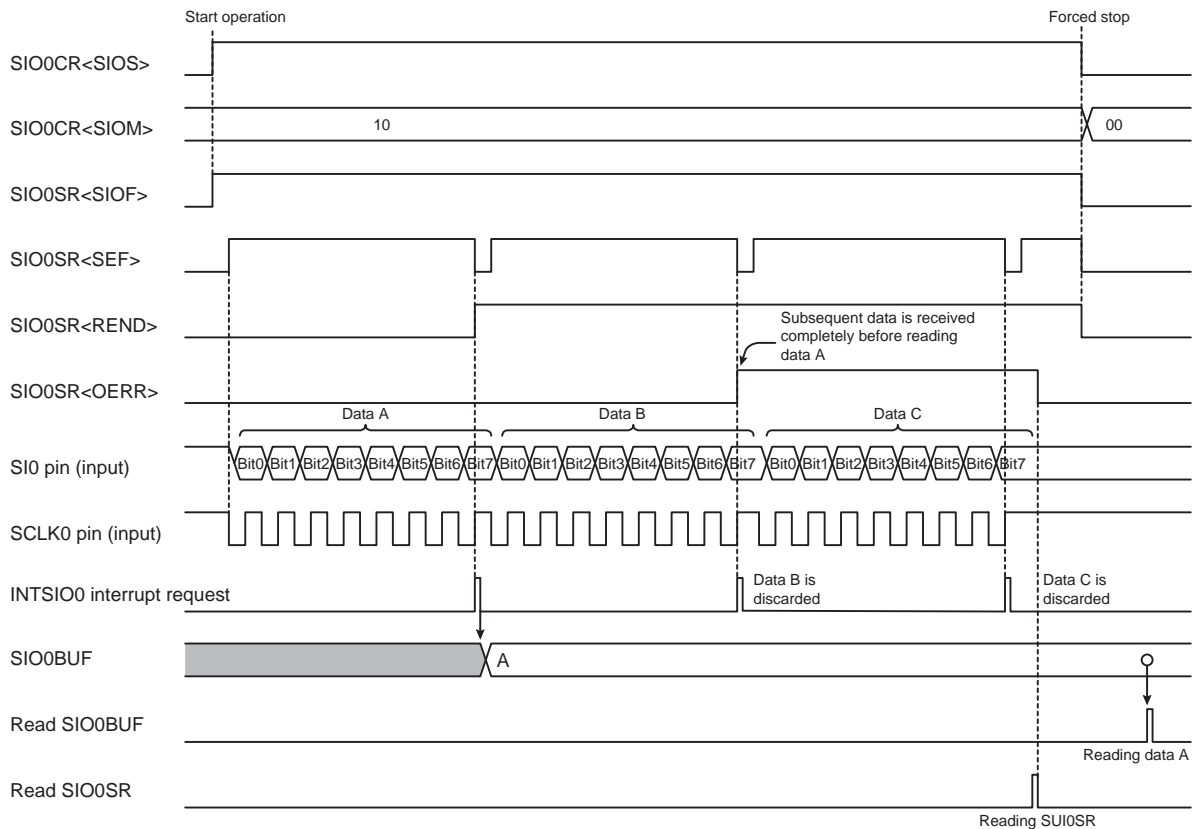 Start operation
Forced stop
SIO0CR<SIOS>
SIO0CR<SIOM>
10
00
SIO0SR<SIOF>
SIO0SR<SEF>
SIO0SR<REND>
Subsequent data is received
completely before reading
data A
SIO0SR<OERR>
Data A
Data B
Data C
SI0 pin (input)
Bit0 Bit1 Bit2 Bit3 Bit4 Bit5 Bit6 Bit7 Bit0 Bit1 Bit2 Bit3 Bit4 Bit5 Bit6 Bit7 Bit0 Bit1 Bit2 Bit3 Bit4 Bit5 Bit6 Bit7
SCLK0 pin (input)
INTSIO0 interrupt request
Data B is
discarded
Data C is
discarded
SIO0BUF
A
Read SIO0BUF
Reading data A
Read SIO0SR
Reading SUI0SR